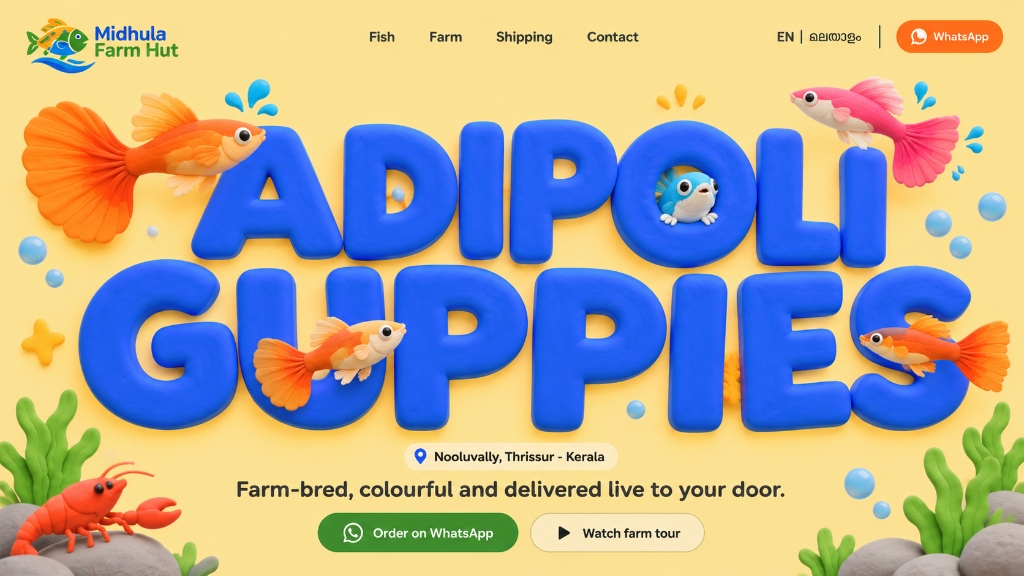 Midhula
Farm Hut
Fish
Farm
Shipping
Contact
EN | മലയാളം
WhatsApp
ADIPOLi
GUPPIES
Nooluvally, Thrissur - Kerala
Farm-bred, colourful and delivered live to your door.
Order on WhatsApp
Watch farm tour